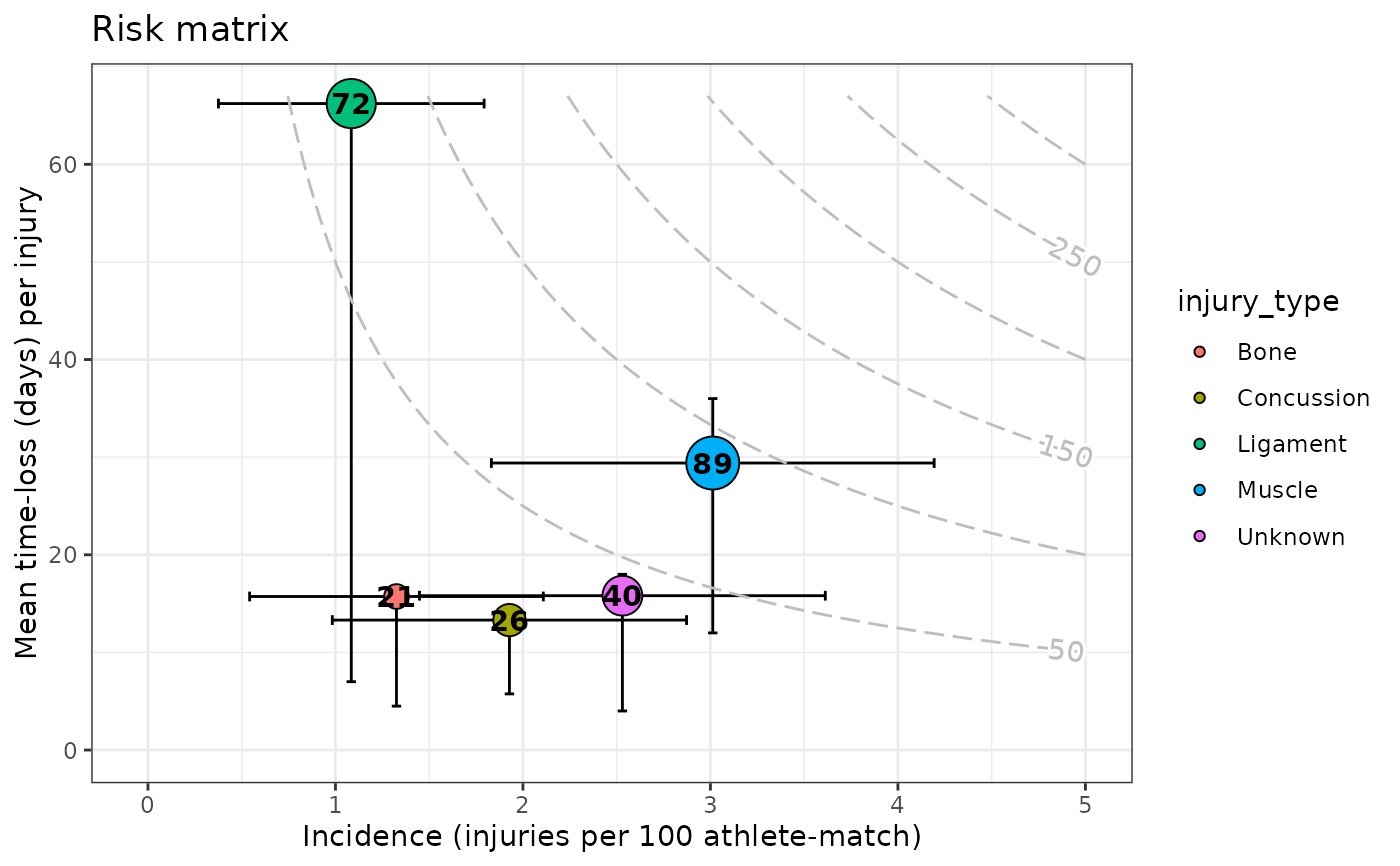 Risk matrix
Mean time-loss (days) per injury
60
40
20
0
72
89
21
40
26
250
150
50
0 1 2 3 4 5
Incidence (injuries per 100 athlete-match)
injury_type
Bone
Concussion
Ligament
Muscle
Unknown